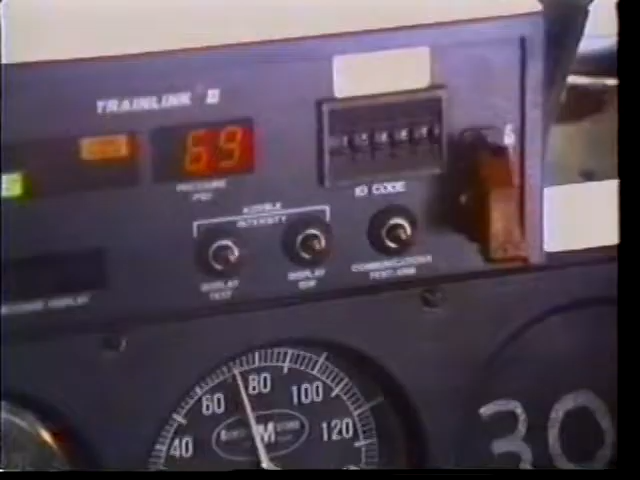 TRAINLINK II
69
PRESSURE
PSI
ID CODE
AUDIBLE
INTENSITY
DISPLAY
TEST
DISPLAY
DIM
COMMUNICATIONS
TEST/ARM
40 60 80 100 120
30